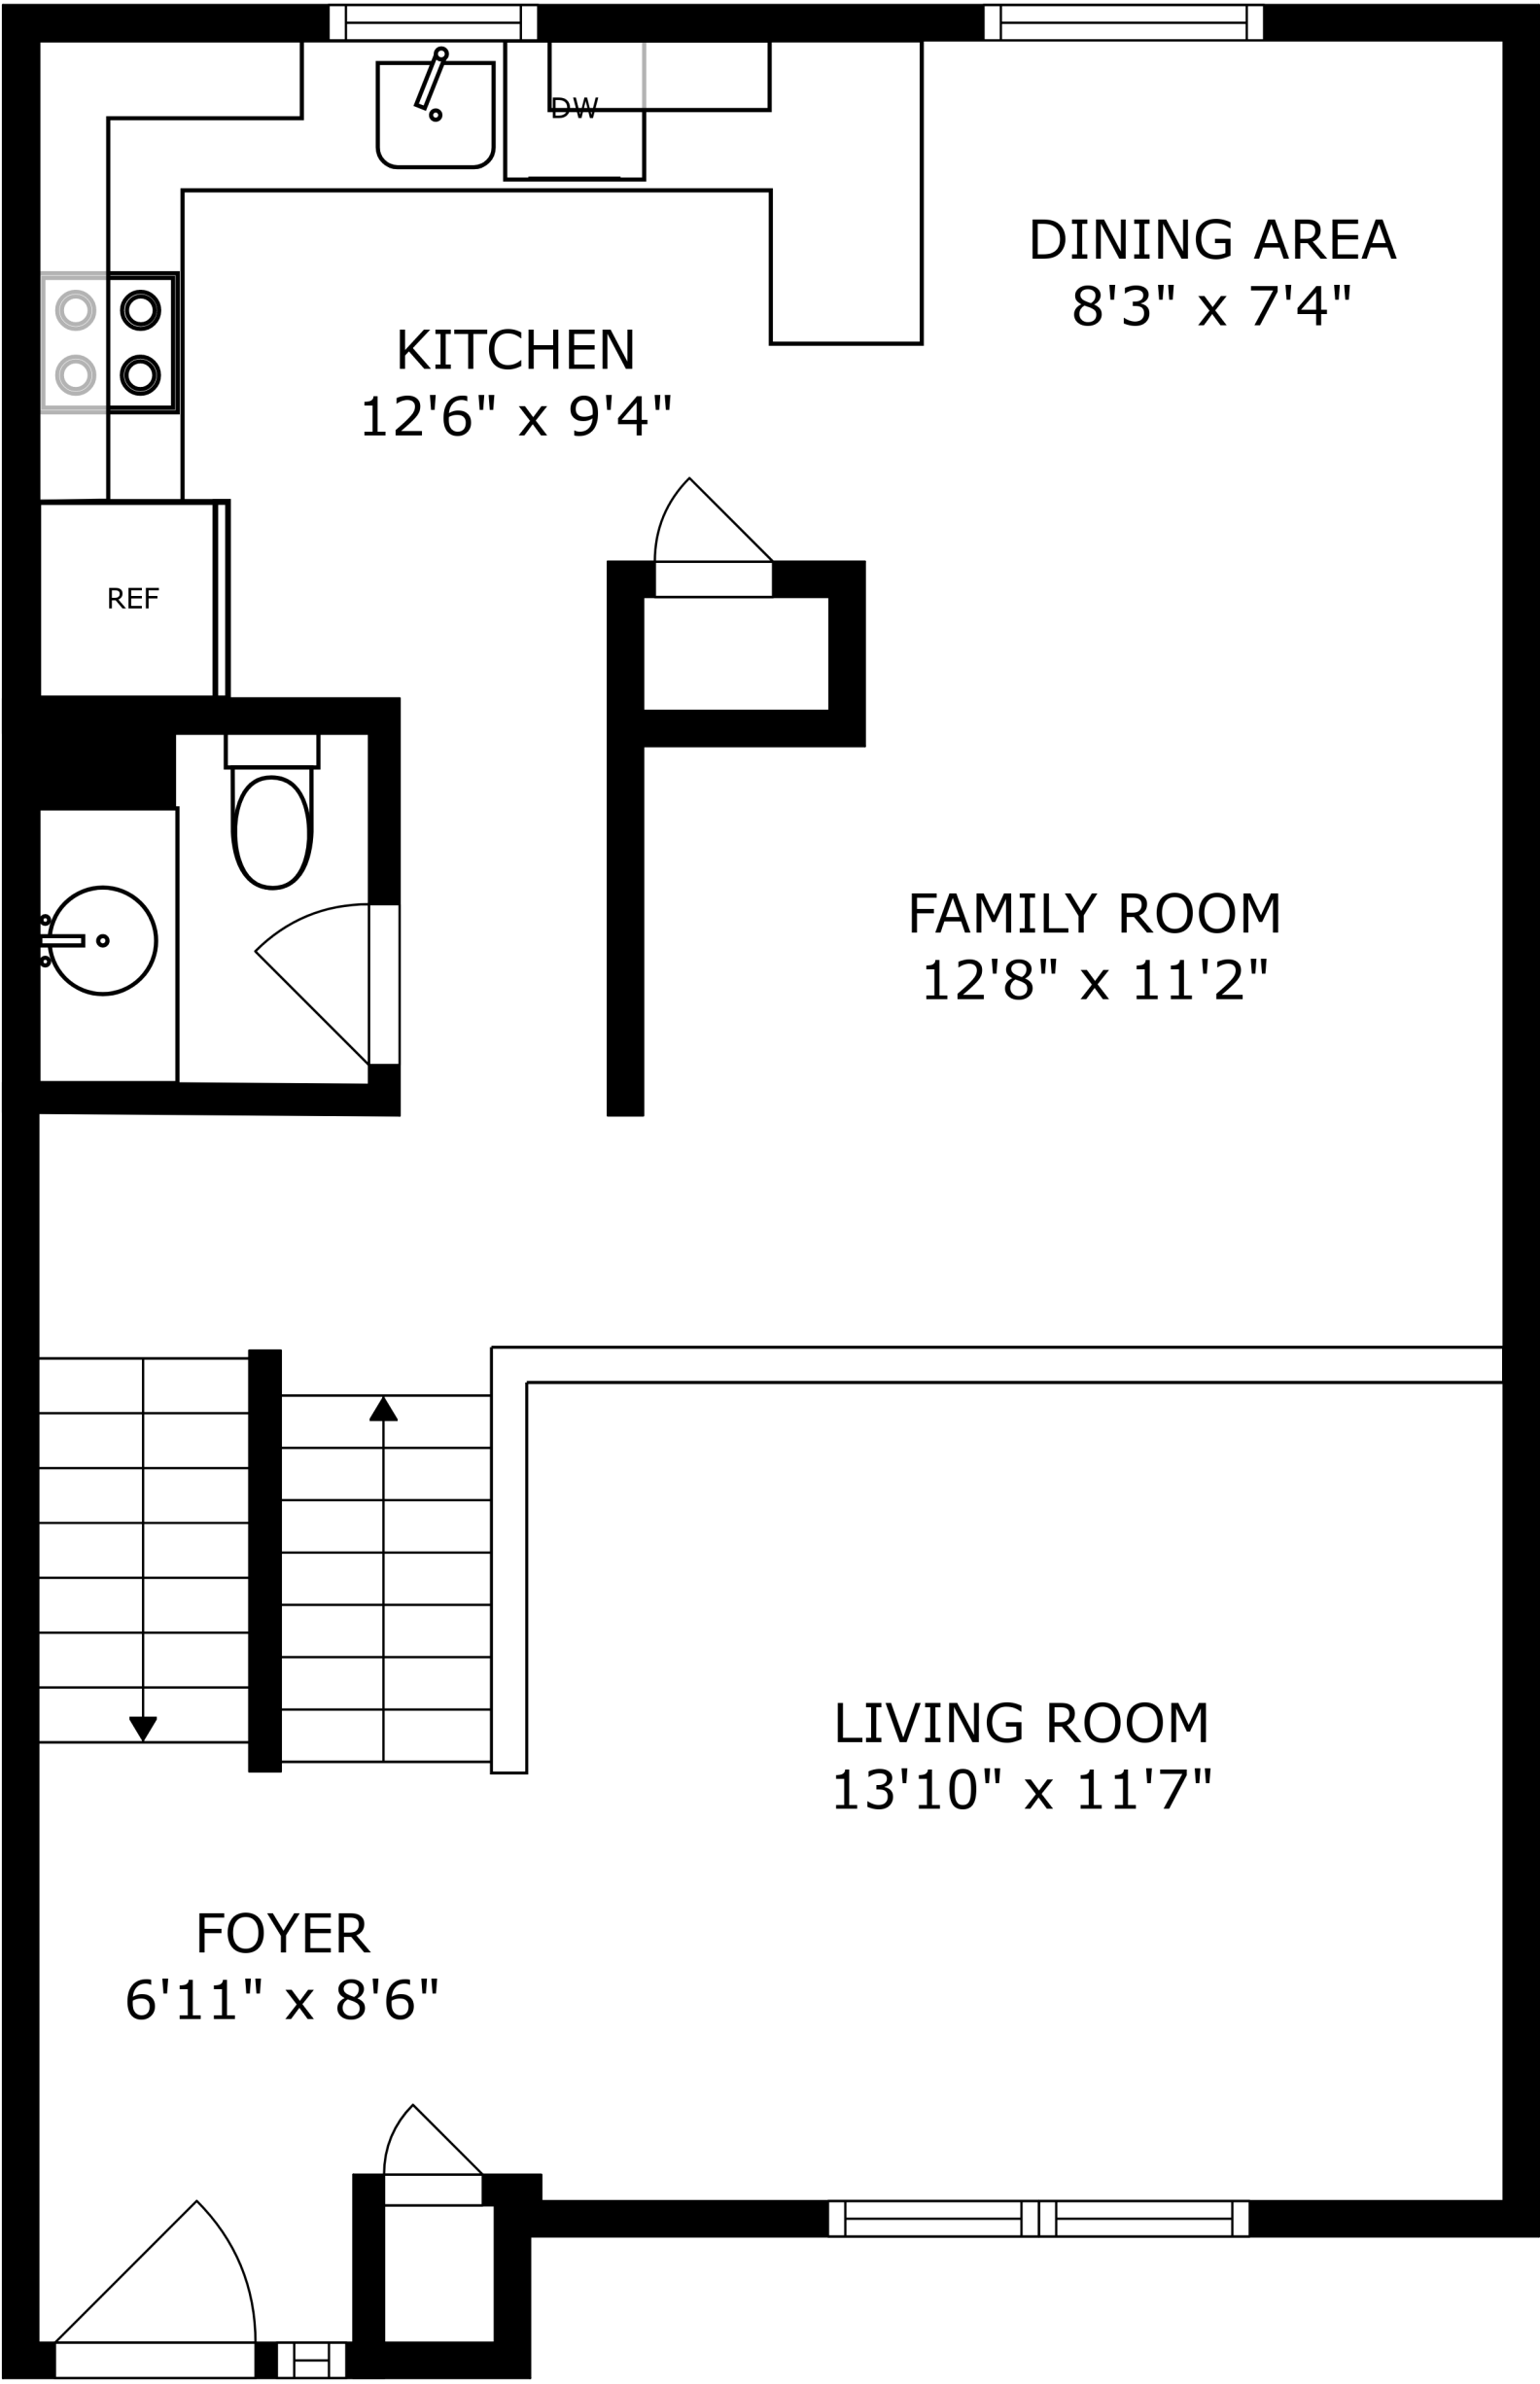 DW
DINING AREA
8'3" x 7'4"
KITCHEN
12'6" x 9'4"
REF
FAMILY ROOM
12'8" x 11'2"
LIVING ROOM
13'10" x 11'7"
FOYER
6'11" x 8'6"